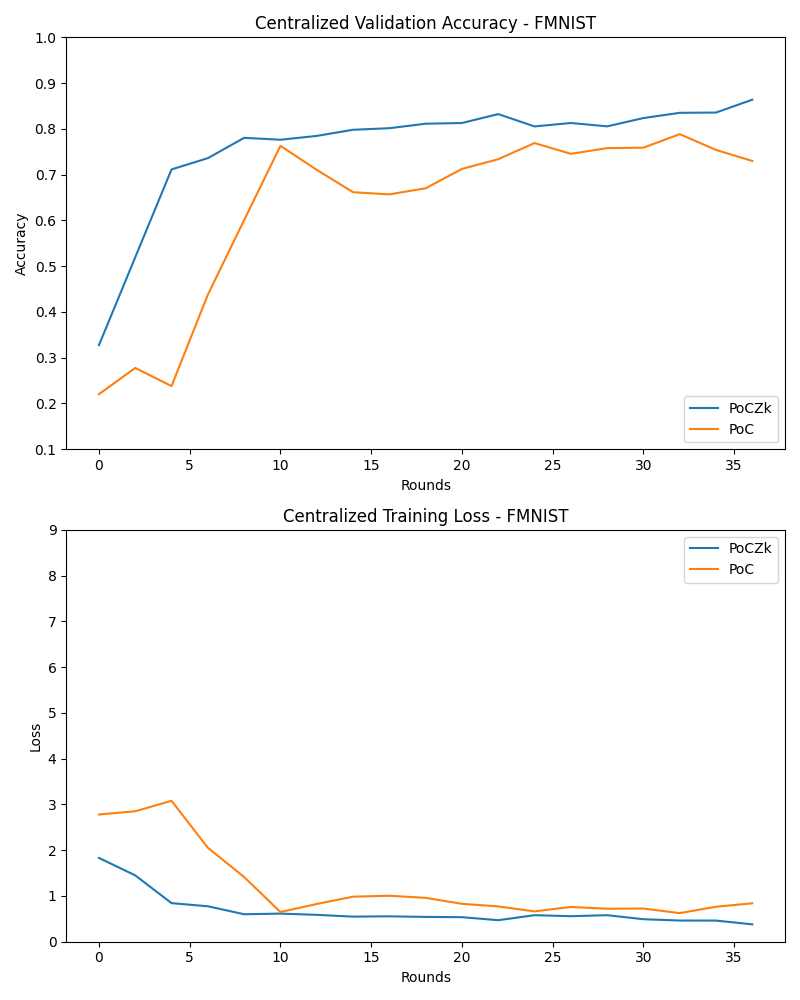 Centralized Validation Accuracy - FMNIST
1.0
0.9
0.8
0.7
0.6
0.5
0.4
0.3
0.2
0.1
Accuracy
PoCZk
PoC
0 5 10 15 20 25 30 35
Rounds
Centralized Training Loss - FMNIST
9
8
7
6
5
4
3
2
1
0
Loss
PoCZk
PoC
0 5 10 15 20 25 30 35
Rounds